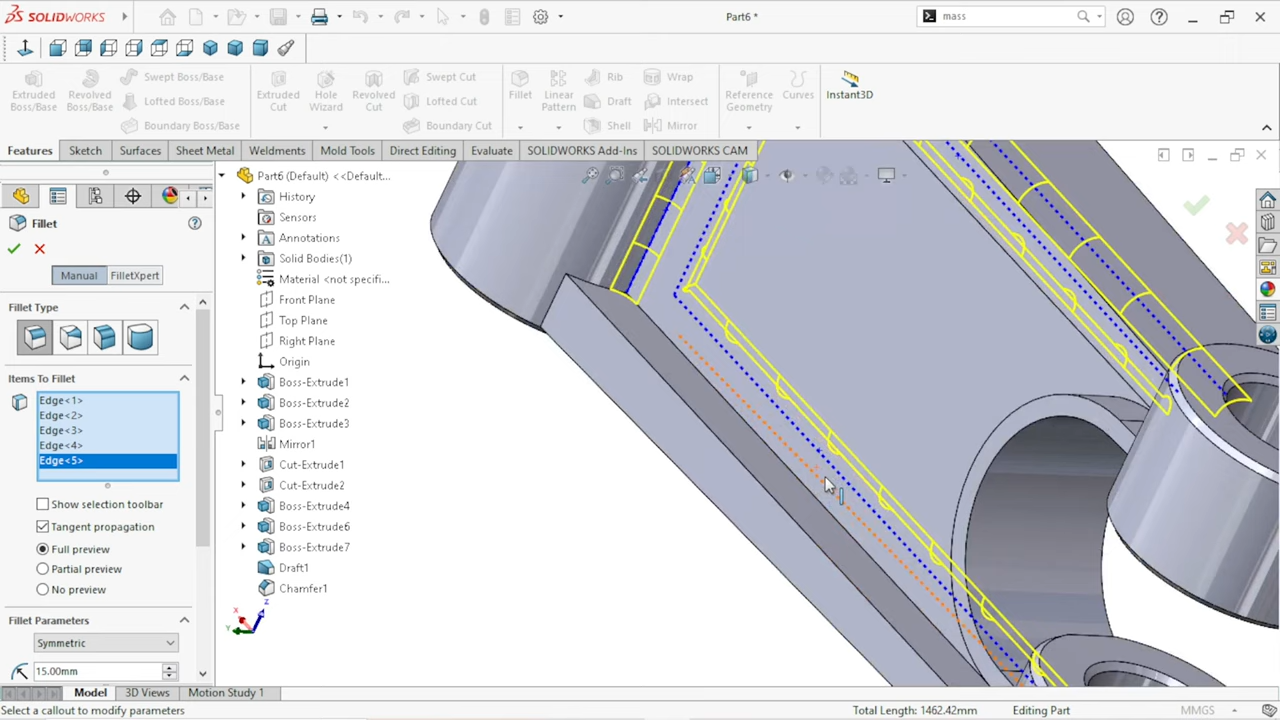 SOLIDWORKS
Part6 *
mass
Extruded Boss/Base
Revolved Boss/Base
Swept Boss/Base
Lofted Boss/Base
Boundary Boss/Base
Extruded Cut
Hole Wizard
Revolved Cut
Swept Cut
Lofted Cut
Boundary Cut
Fillet
Linear Pattern
Rib
Draft
Shell
Wrap
Intersect
Mirror
Reference Geometry
Curves
Instant3D
Features
Sketch
Surfaces
Sheet Metal
Weldments
Mold Tools
Direct Editing
Evaluate
SOLIDWORKS Add-Ins
SOLIDWORKS CAM
Fillet
Manual
FilletXpert
Fillet Type
Items To Fillet
Edge<1>
Edge<2>
Edge<3>
Edge<4>
Edge<5>
Show selection toolbar
Tangent propagation
Full preview
Partial preview
No preview
Fillet Parameters
Symmetric
15.00mm
Part6 (Default) <<Default...
History
Sensors
Annotations
Solid Bodies(1)
Material <not specifi...
Front Plane
Top Plane
Right Plane
Origin
Boss-Extrude1
Boss-Extrude2
Boss-Extrude3
Mirror1
Cut-Extrude1
Cut-Extrude2
Boss-Extrude4
Boss-Extrude6
Boss-Extrude7
Draft1
Chamfer1
X
Y
Z
Model
3D Views
Motion Study 1
Select a callout to modify parameters
Total Length: 1462.42mm
Editing Part
MMGS